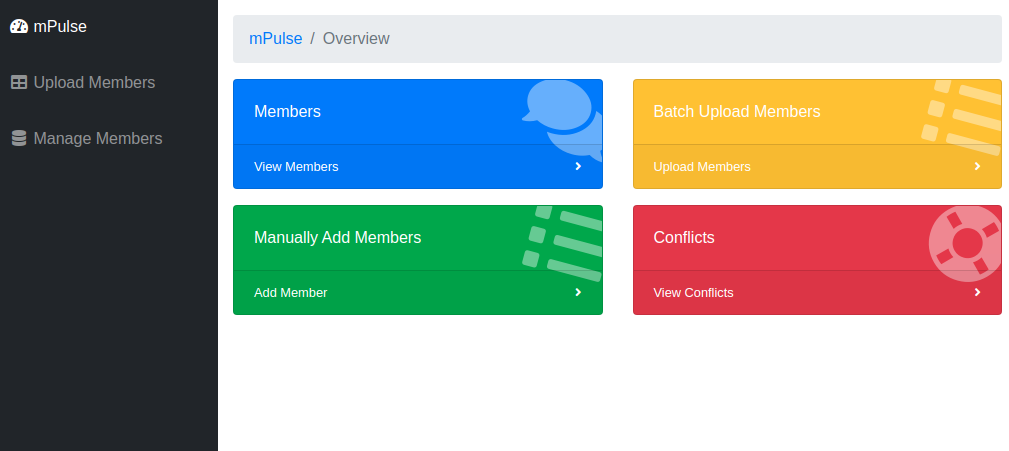 mPulse
Upload Members
Manage Members
mPulse / Overview
Members
View Members
Batch Upload Members
Upload Members
Manually Add Members
Add Member
Conflicts
View Conflicts